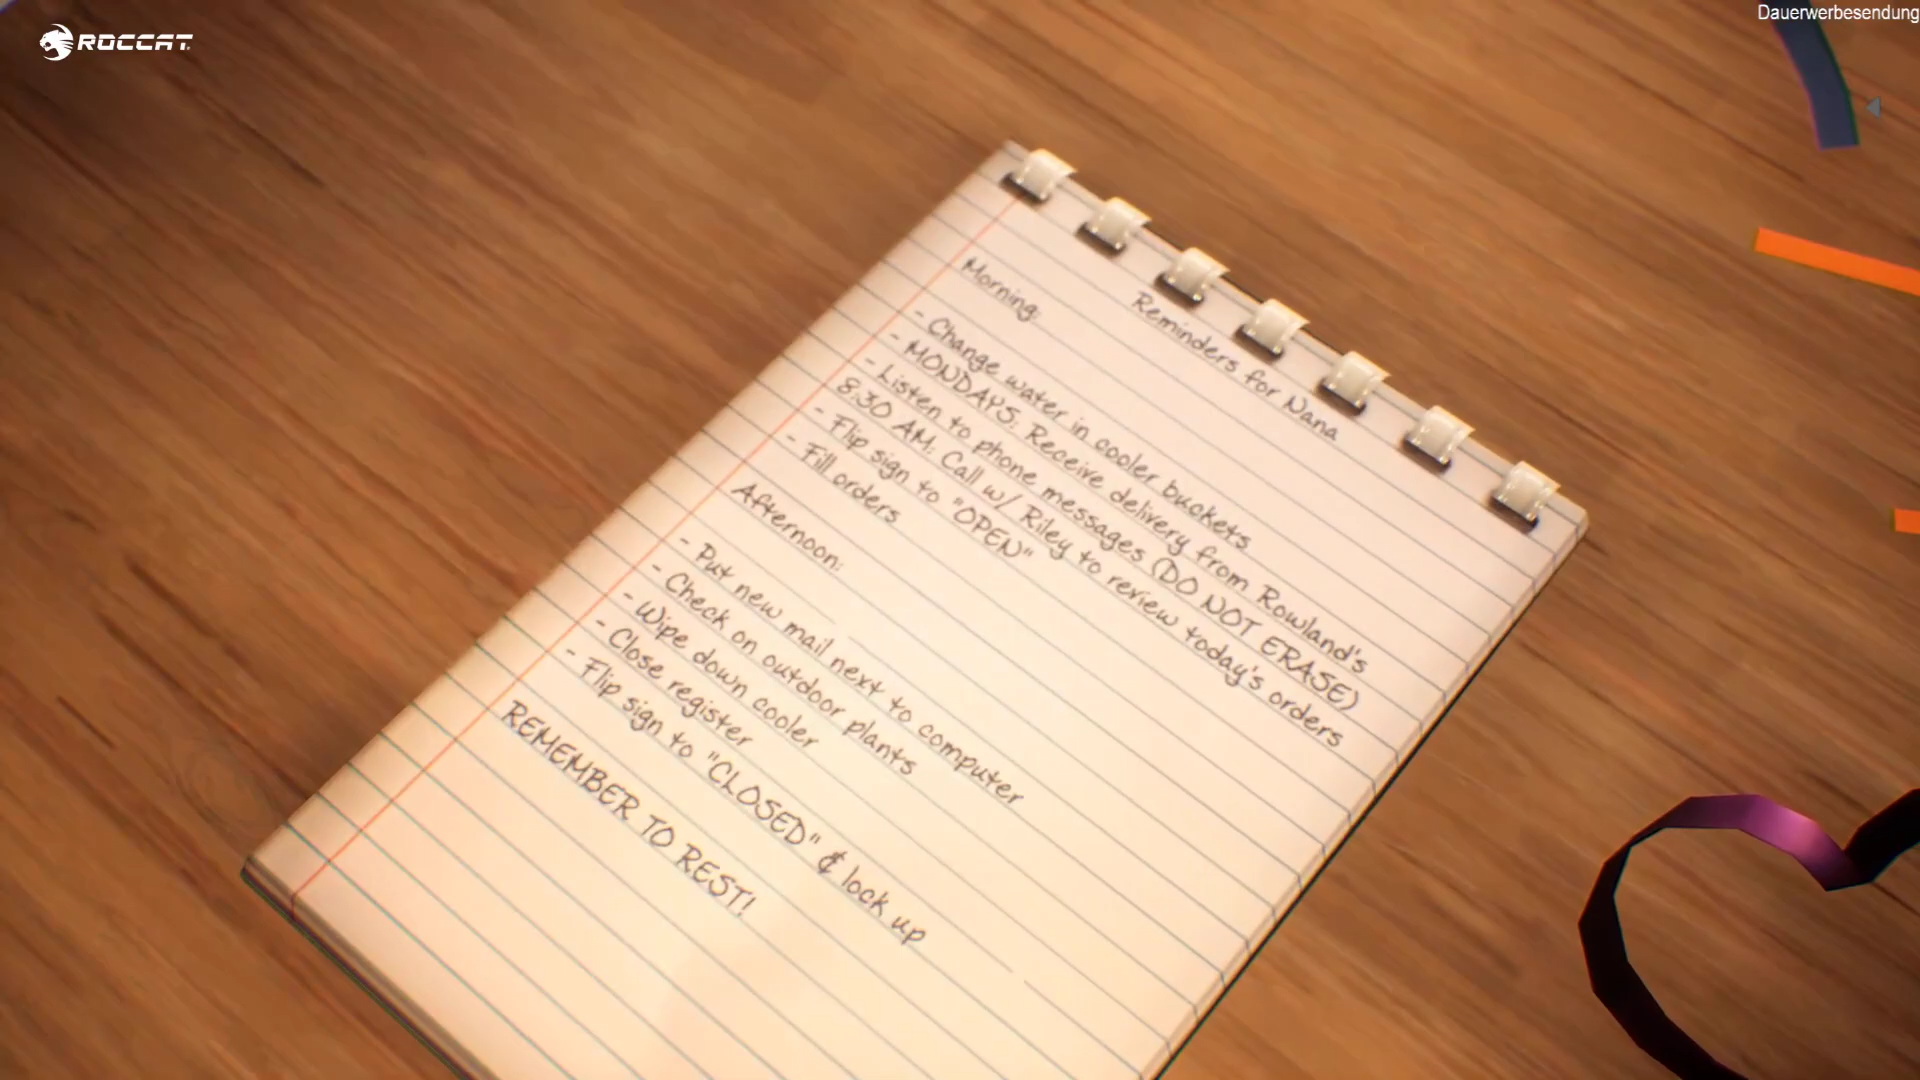 ROCCAT
Dauerwerbesendung
Reminders for Nana
Morning:
- Change water in cooler buckets
- MONDAYS: Receive delivery from Rowland's
- Listen to phone messages (DO NOT ERASE)
8:30 AM: Call w/ Riley to review today's orders
- Flip sign to "OPEN"
- Fill orders
Afternoon:
- Put new mail next to computer
- Check on outdoor plants
- Wipe down cooler
- Close register
- Flip sign to "CLOSED" & lock up
REMEMBER TO REST!